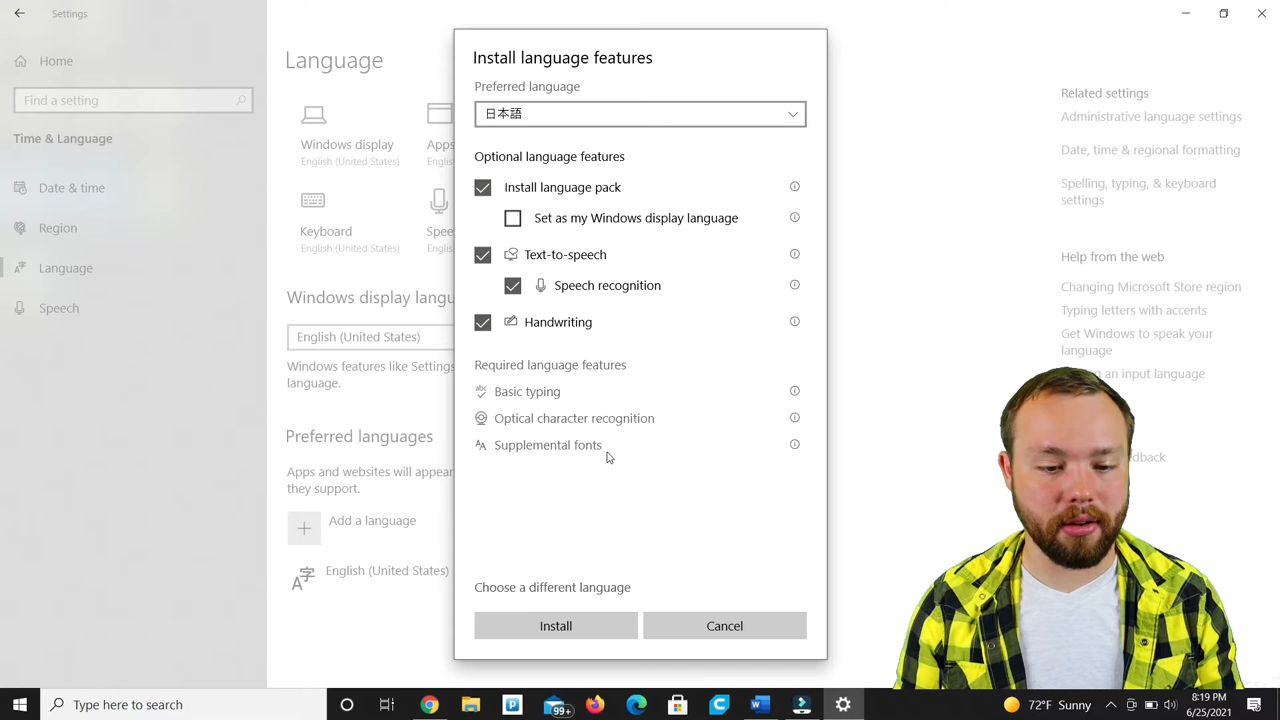 Settings
Home
Find a setting
Time & Language
Date & time
Region
Language
Speech
Language
Windows display
English (United States)
Apps
English
Keyboard
English (United States)
Spee
English
Windows display langu
English (United States)
Windows features like Settings
language.
Preferred languages
Apps and websites will appear
they support.
Add a language
English (United States)
Install language features
Preferred language
日本語
Optional language features
Install language pack
Set as my Windows display language
Text-to-speech
Speech recognition
Handwriting
Required language features
Basic typing
Optical character recognition
Supplemental fonts
Choose a different language
Install
Cancel
Related settings
Administrative language settings
Date, time & regional formatting
Spelling, typing, & keyboard
settings
Help from the web
Changing Microsoft Store region
Typing letters with accents
Get Windows to speak your
language
an input language
Type here to search
99+
72°F Sunny
8:19 PM
6/25/2021